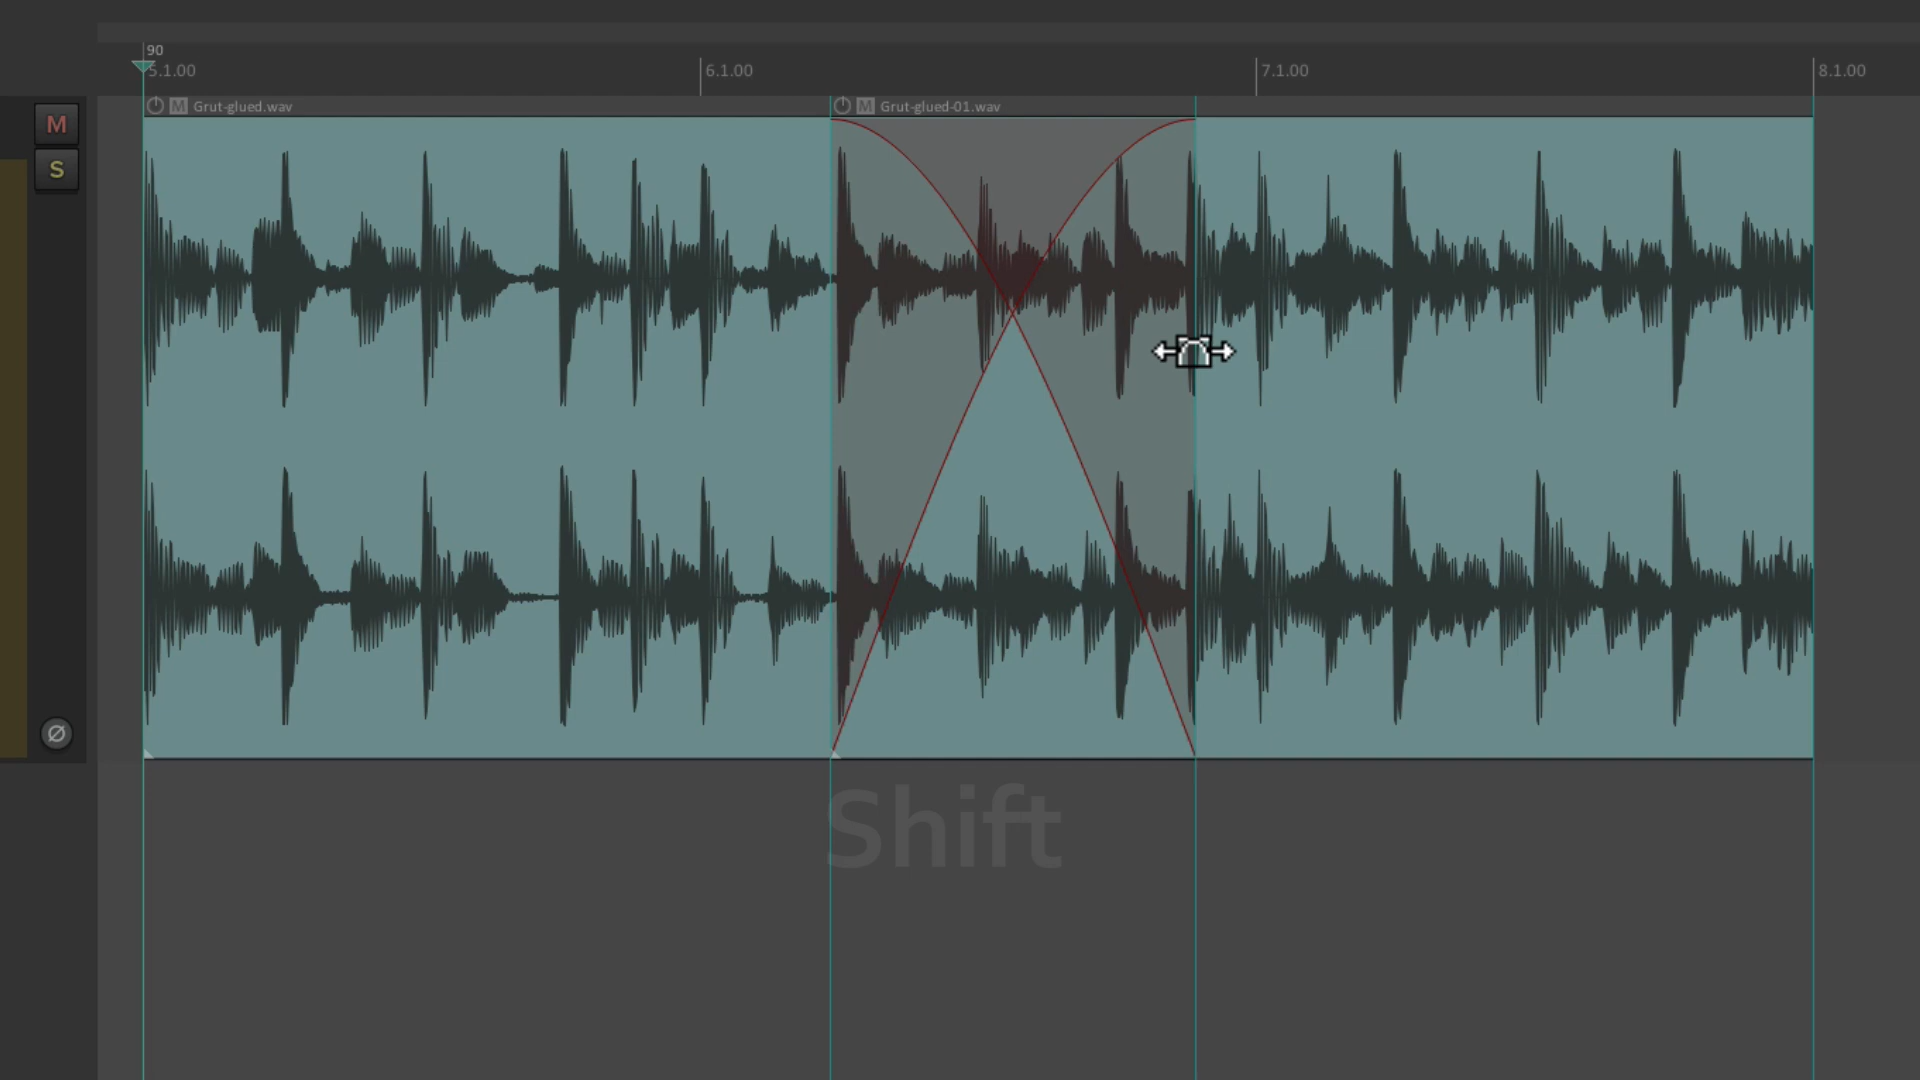 90
5.1.00
6.1.00
7.1.00
8.1.00
M Grut-glued.wav
M Grut-glued-01.wav
M
S
Ø
Shift